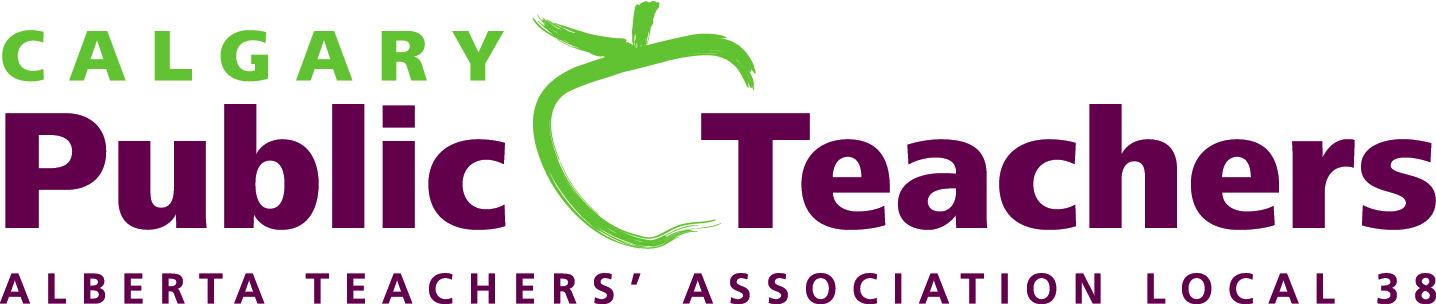 CALGARY
Public Teachers
ALBERTA TEACHERS’ ASSOCIATION LOCAL 38